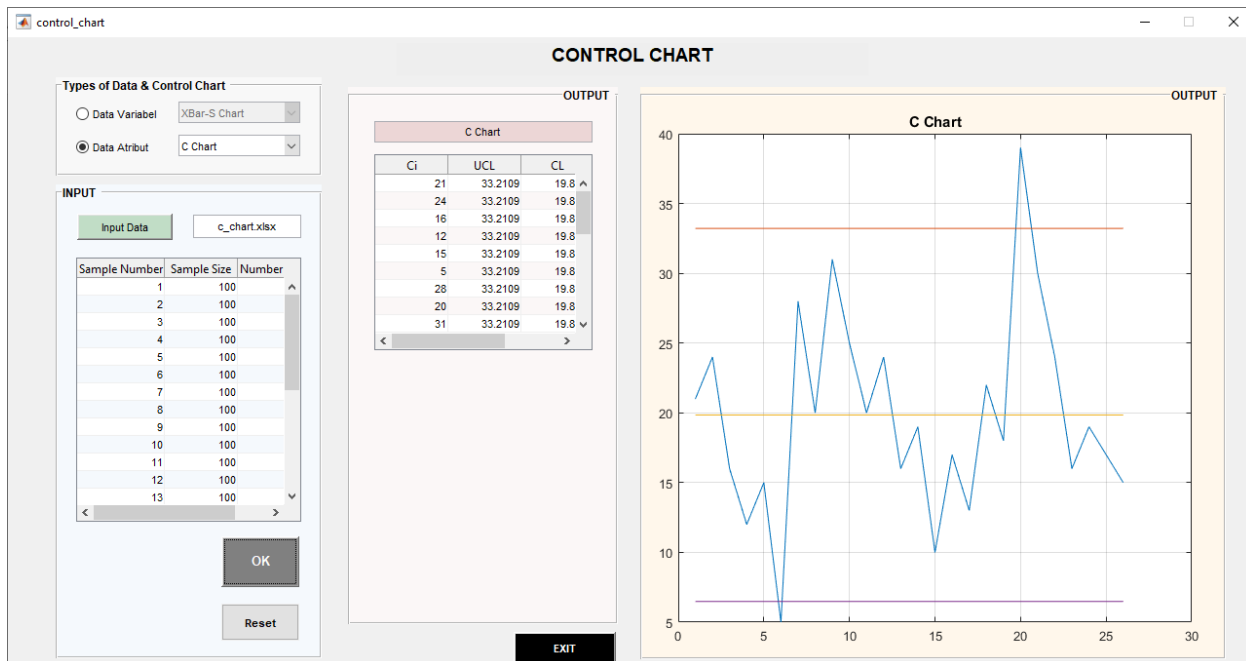 control_chart
CONTROL CHART
Types of Data & Control Chart
Data Variabel XBar-S Chart
Data Atribut C Chart
INPUT
Input Data c_chart.xlsx
Sample Number Sample Size Number
1 100
2 100
3 100
4 100
5 100
6 100
7 100
8 100
9 100
10 100
11 100
12 100
13 100
OK
Reset
OUTPUT
C Chart
Ci UCL CL
21 33.2109 19.8
24 33.2109 19.8
16 33.2109 19.8
12 33.2109 19.8
15 33.2109 19.8
5 33.2109 19.8
28 33.2109 19.8
20 33.2109 19.8
31 33.2109 19.8
EXIT
OUTPUT
C Chart
40
35
30
25
20
15
10
5
0 5 10 15 20 25 30